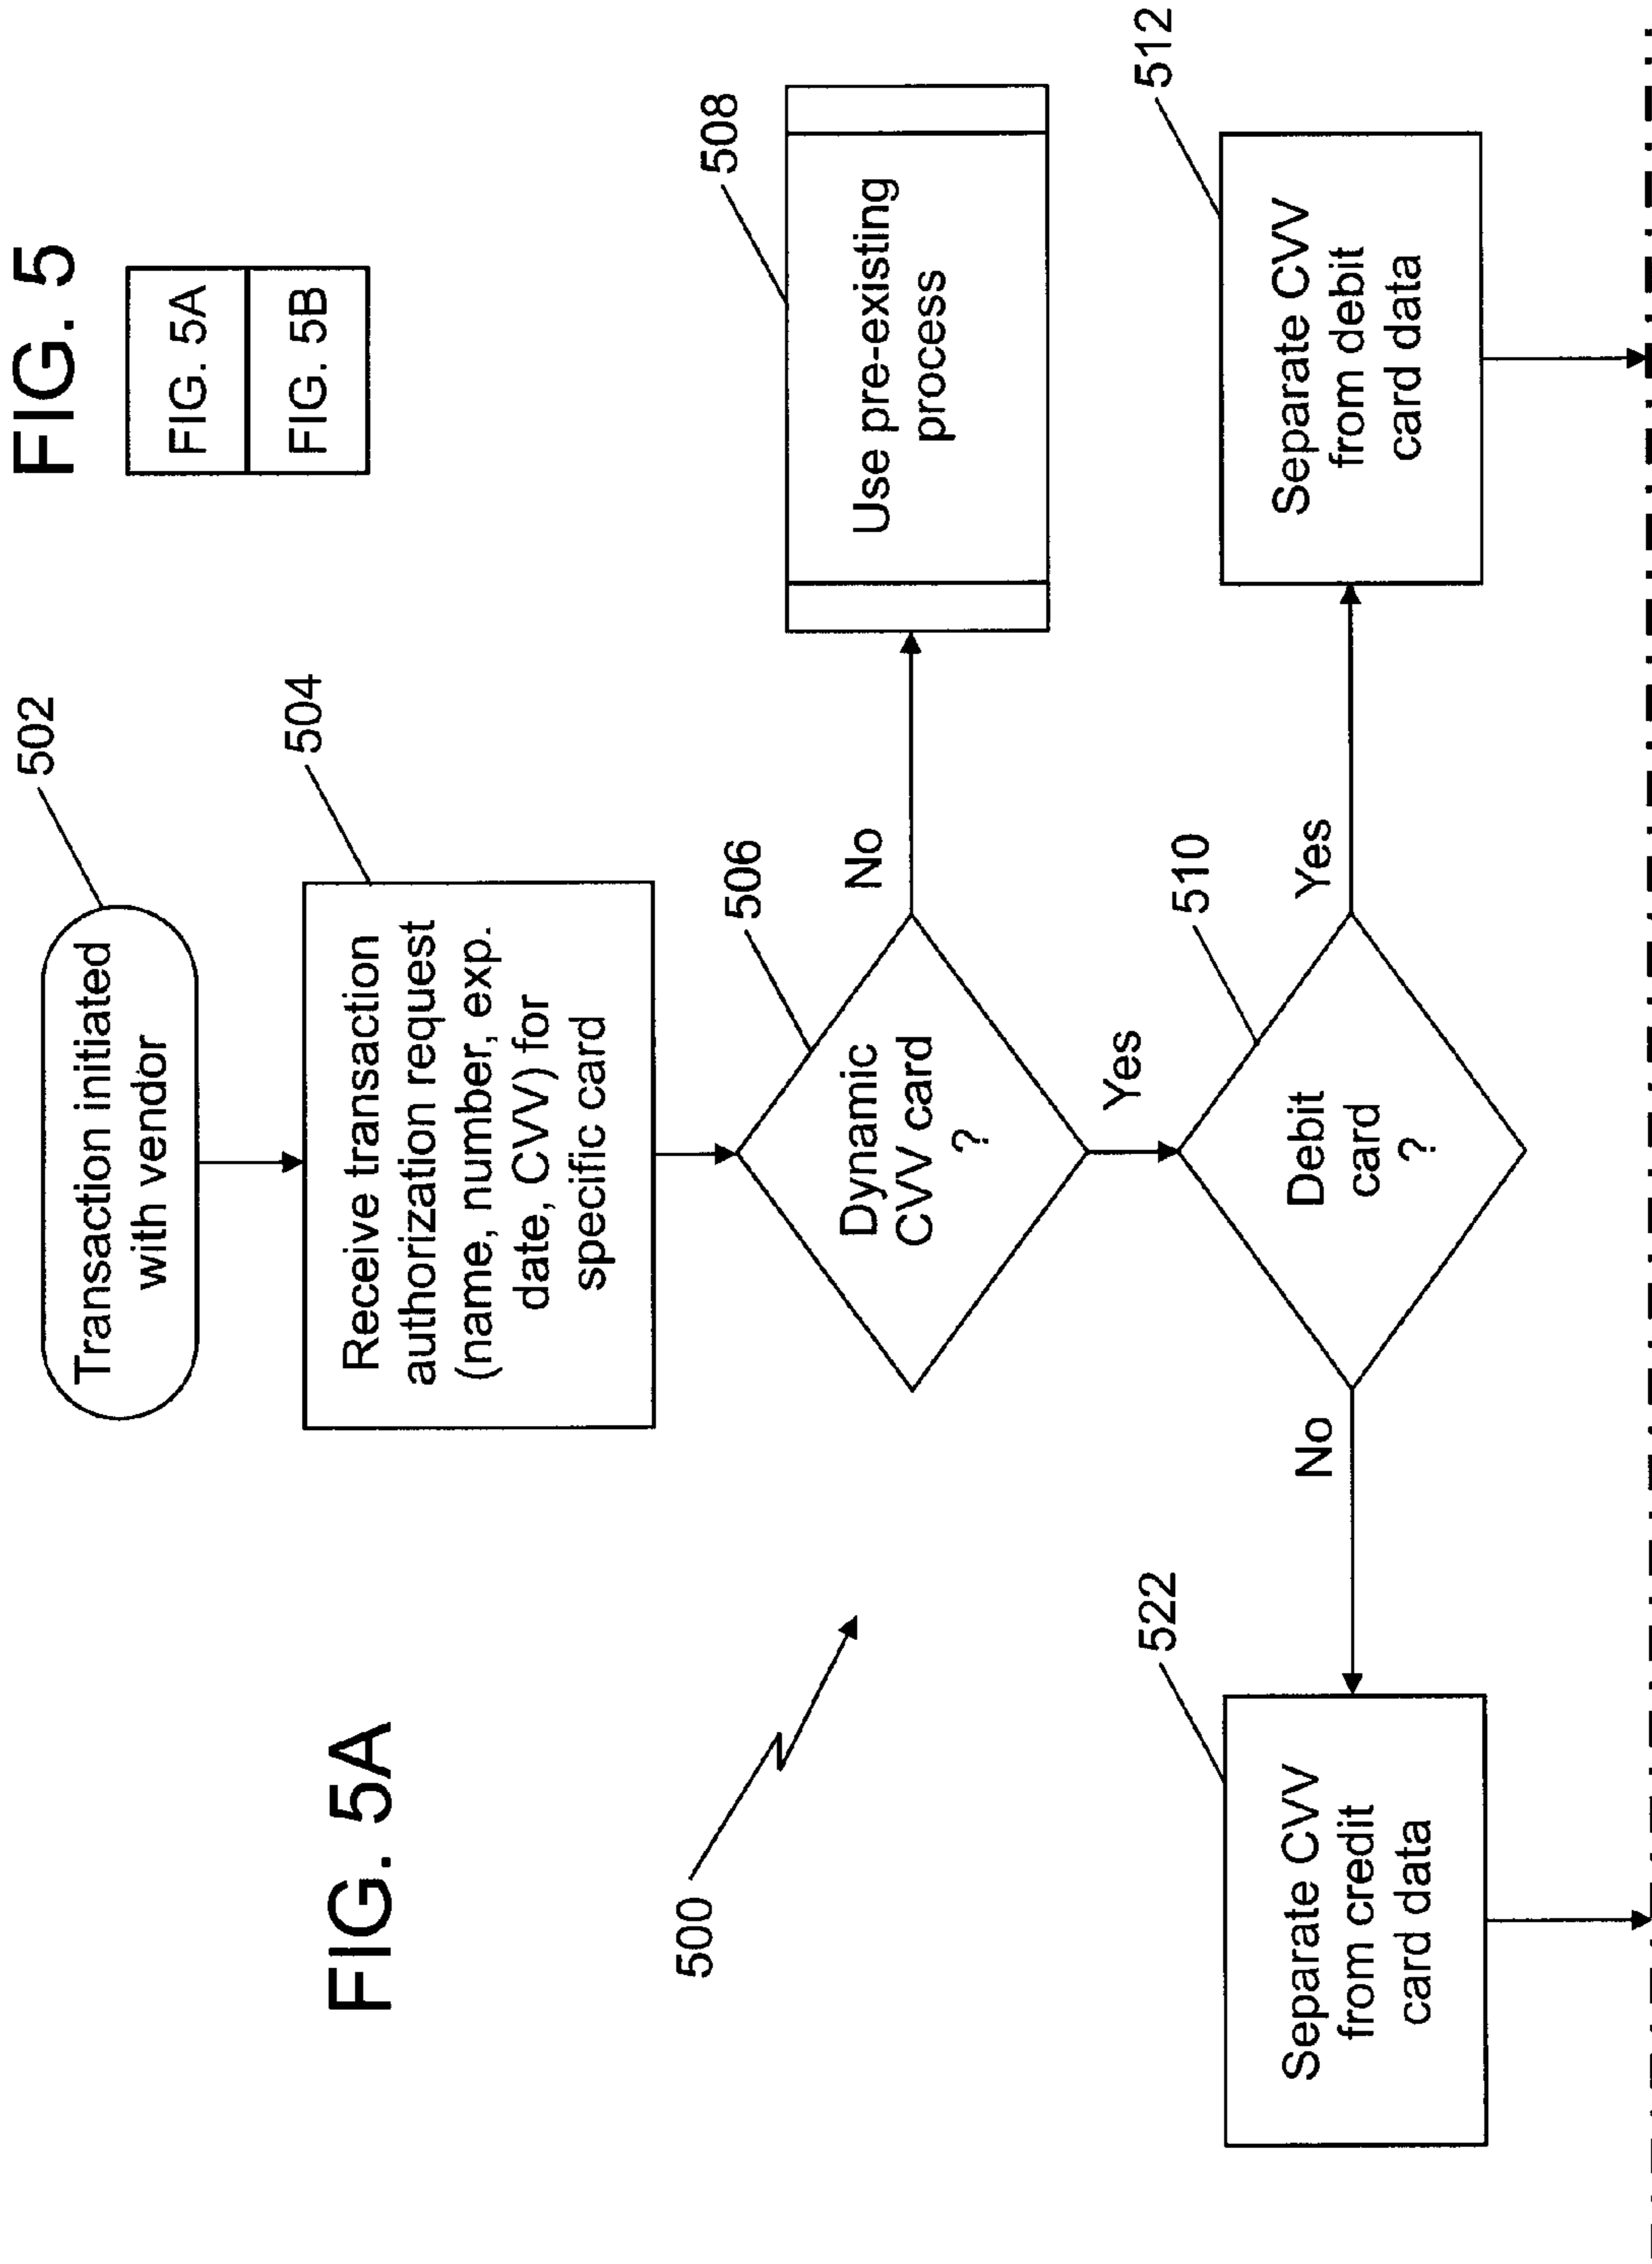 FIG. 5
FIG. 5A
FIG. 5B
FIG. 5A
500
502
Transaction initiated
with vendor
504
Receive transaction
authorization request
(name, number, exp.
date, CVV) for
specific card
506
Dynamic
CVV card
?
No
508
Use pre-existing
process
Yes
510
Debit
card
?
No
Yes
522
Separate CVV
from credit
card data
512
Separate CVV
from debit
card data